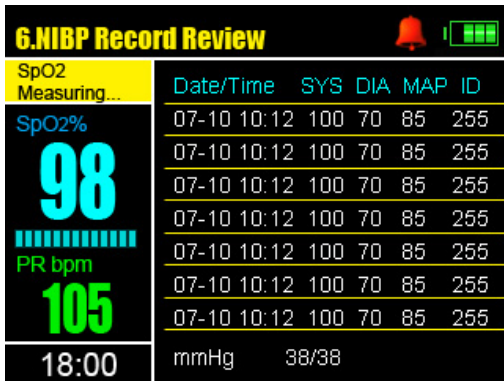 6.NIBP Record Review
SpO2
Measuring...
SpO2%
98
PR bpm
105
18:00
Date/Time SYS DIA MAP ID
07-10 10:12 100 70 85 255
07-10 10:12 100 70 85 255
07-10 10:12 100 70 85 255
07-10 10:12 100 70 85 255
07-10 10:12 100 70 85 255
07-10 10:12 100 70 85 255
07-10 10:12 100 70 85 255
mmHg 38/38